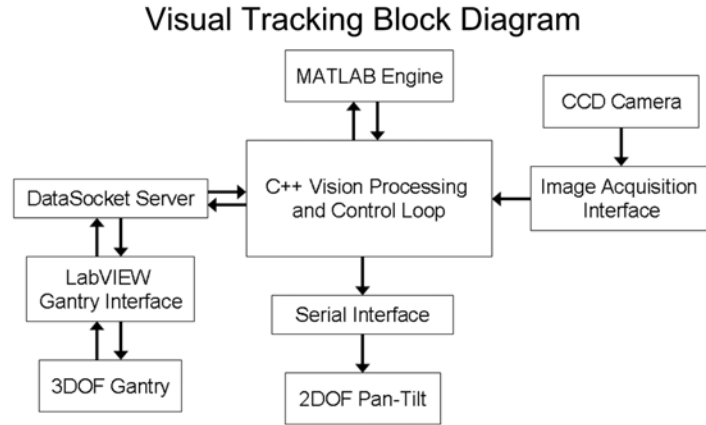 Visual Tracking Block Diagram
MATLAB Engine
CCD Camera
C++ Vision Processing
and Control Loop
Image Acquisition
Interface
DataSocket Server
LabVIEW
Gantry Interface
Serial Interface
3DOF Gantry
2DOF Pan-Tilt